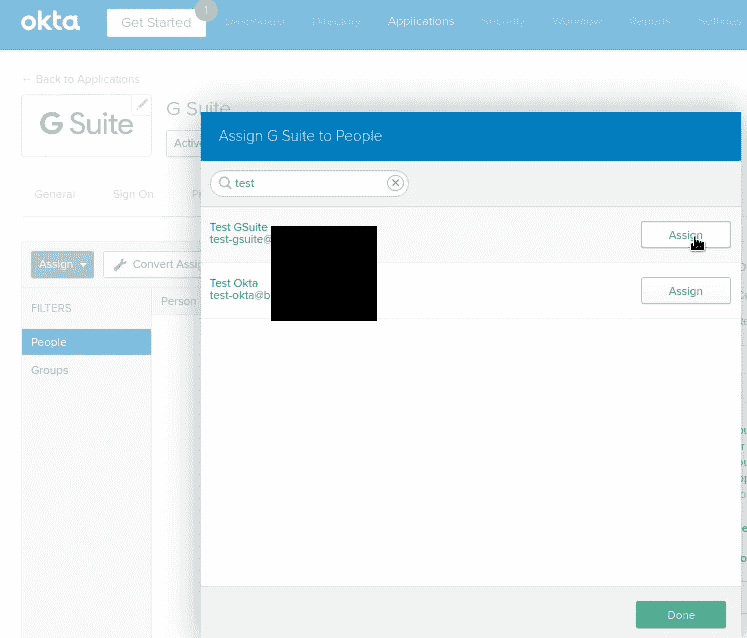 okta
Get Started
1
Dashboard
Directory
Applications
Security
Workflow
Reports
Settings
← Back to Applications
G Suite
G Suite
Active
Assign G Suite to People
test
General
Sign On
Test GSuite
test-gsuite@
Assign
Assign
Convert Assig
Test Okta
test-okta@b
Assign
FILTERS
Person
People
Groups
Done